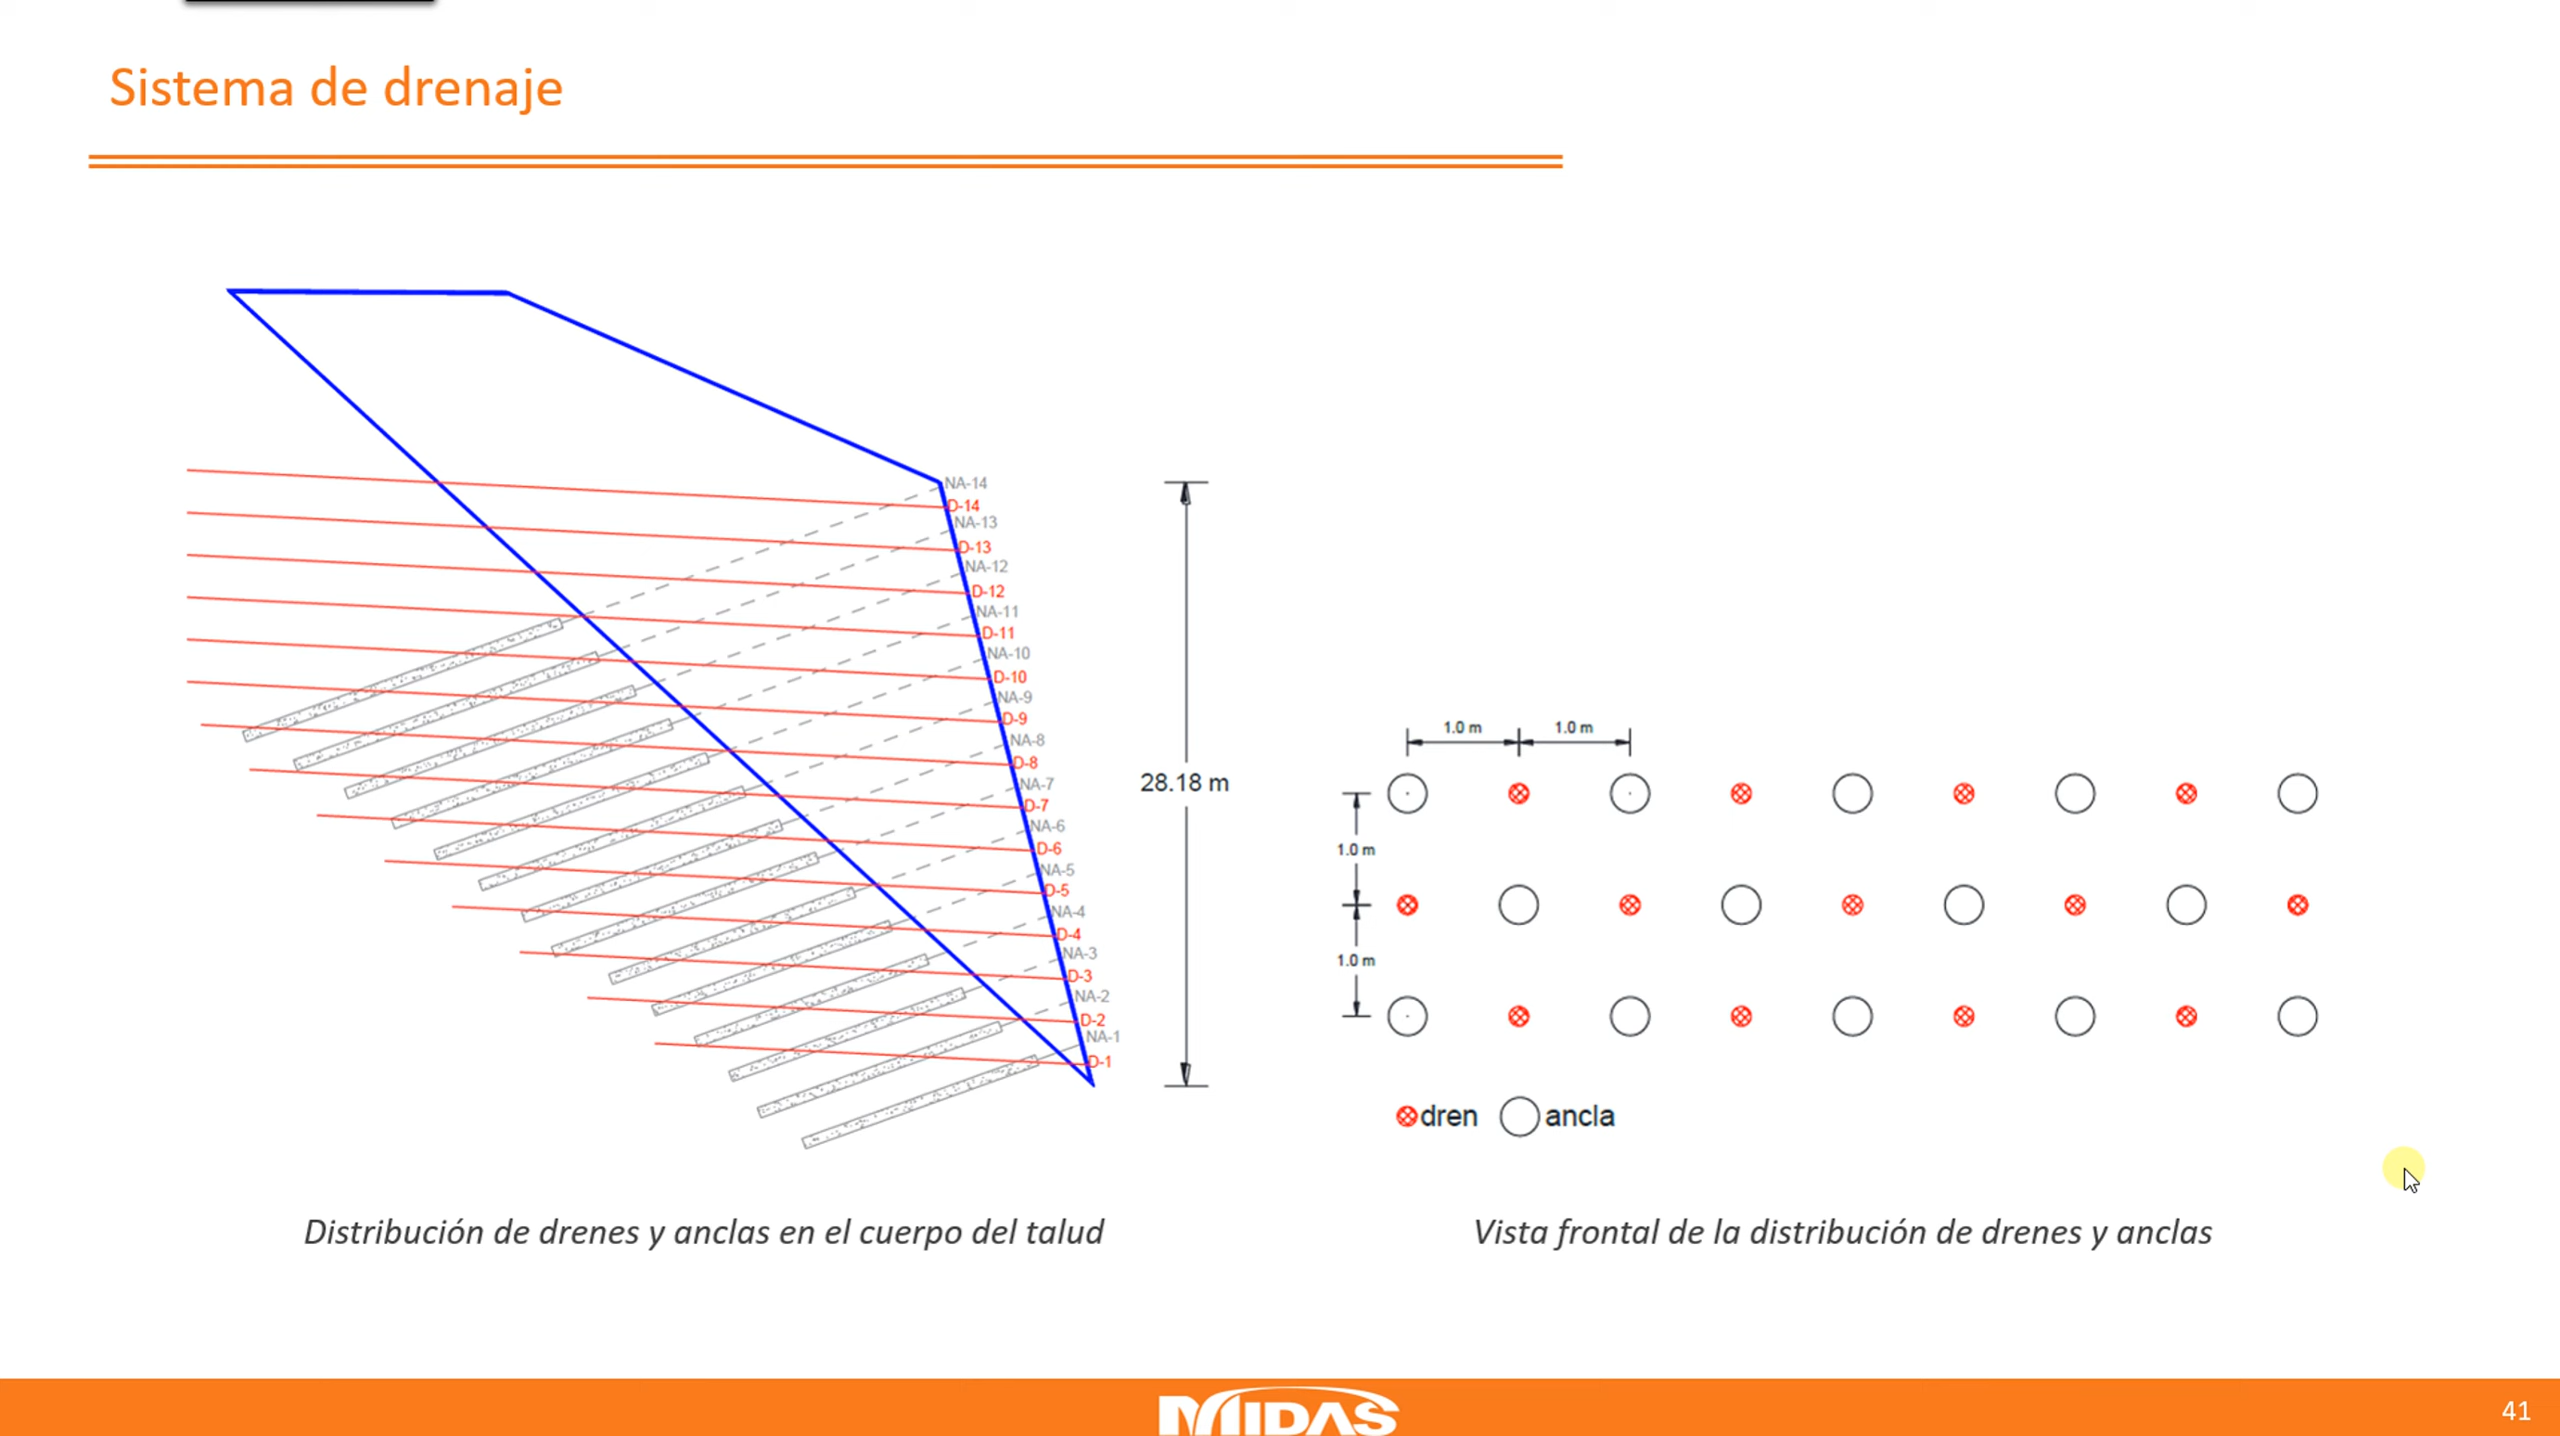 Sistema de drenaje
NA-14
D-14
NA-13
D-13
NA-12
D-12
NA-11
D-11
NA-10
D-10
NA-9
D-9
NA-8
D-8
NA-7
D-7
NA-6
D-6
NA-5
D-5
NA-4
D-4
NA-3
D-3
NA-2
D-2
NA-1
D-1
28.18 m
1.0 m 1.0 m
1.0 m
1.0 m
dren ancla
Distribución de drenes y anclas en el cuerpo del talud
Vista frontal de la distribución de drenes y anclas
MIDAS
41